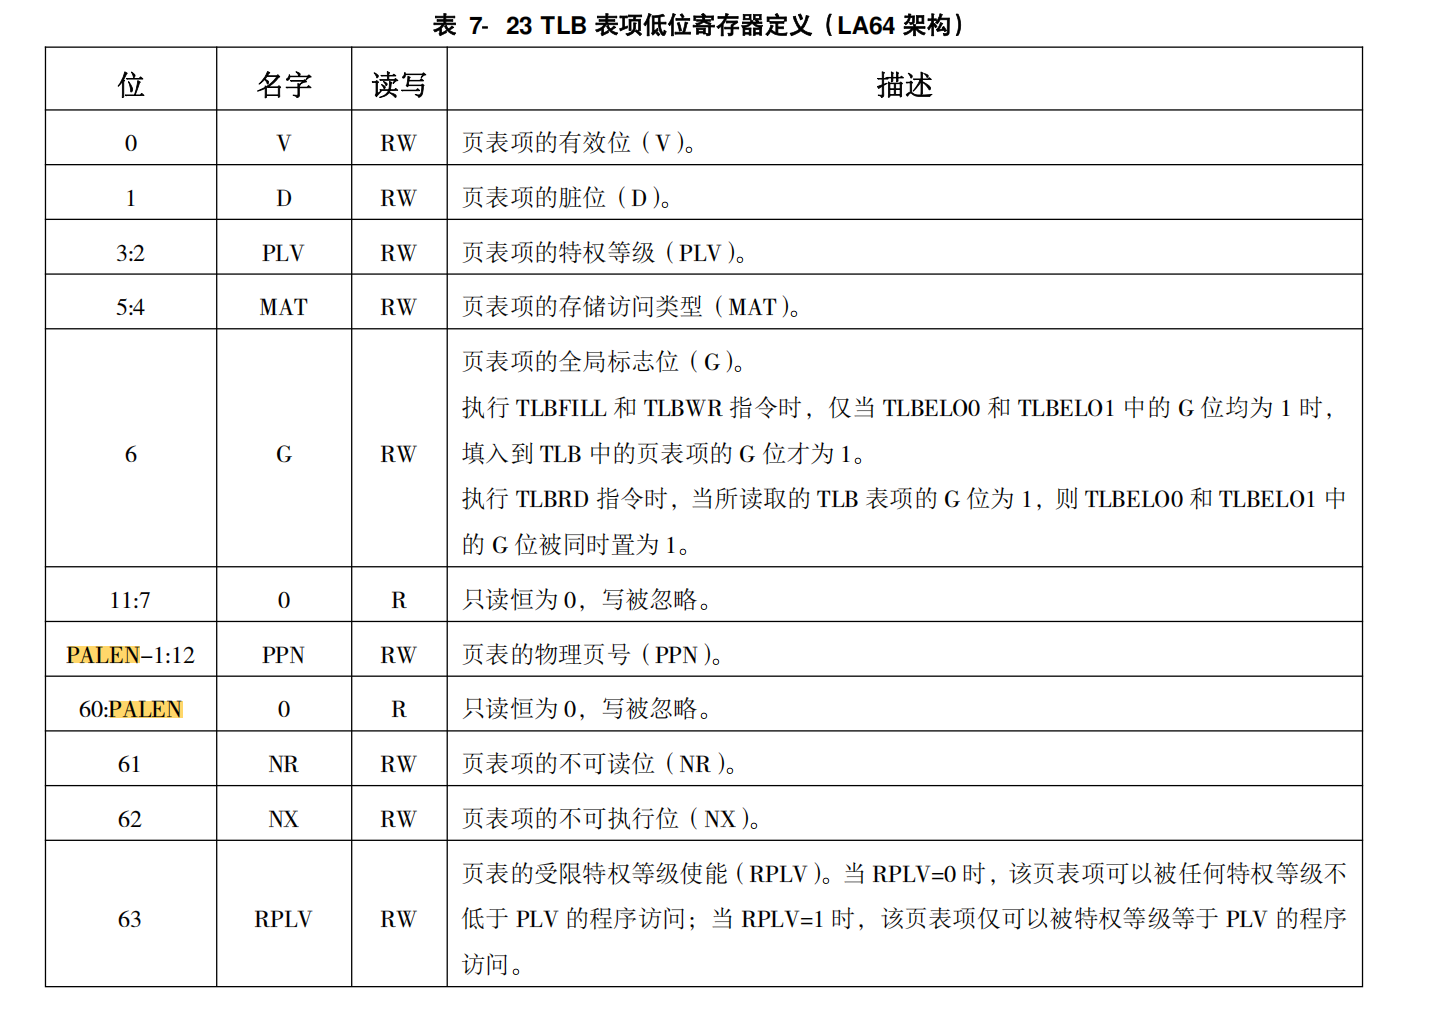 表 7- 23 TLB 表项低位寄存器定义（LA64 架构）
位 名字 读写 描述
0 V RW 页表项的有效位（V）。
1 D RW 页表项的脏位（D）。
3:2 PLV RW 页表项的特权等级（PLV）。
5:4 MAT RW 页表项的存储访问类型（MAT）。
6 G RW 页表项的全局标志位（G）。
执行 TLBFILL 和 TLBWR 指令时，仅当 TLBELO0 和 TLBELO1 中的 G 位均为 1 时，
填入到 TLB 中的页表项的 G 位才为 1。
执行 TLBRD 指令时，当所读取的 TLB 表项的 G 位为 1，则 TLBELO0 和 TLBELO1 中
的 G 位被同时置为 1。
11:7 0 R 只读恒为 0，写被忽略。
PALEN-1:12 PPN RW 页表的物理页号（PPN）。
60:PALEN 0 R 只读恒为 0，写被忽略。
61 NR RW 页表项的不可读位（NR）。
62 NX RW 页表项的不可执行位（NX）。
63 RPLV RW 页表的受限特权等级使能（RPLV）。当 RPLV=0 时，该页表项可以被任何特权等级不
低于 PLV 的程序访问；当 RPLV=1 时，该页表项仅可以被特权等级等于 PLV 的程序
访问。